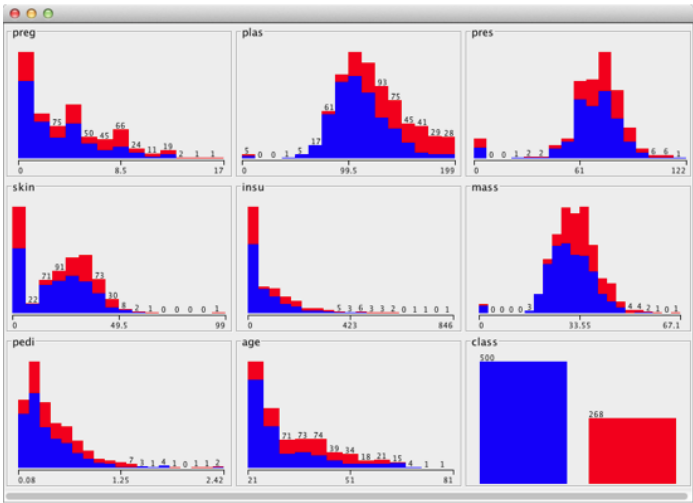 preg
75 50 45 66 24 11 19 2 1 1
0 8.5 17
plas
5 0 0 1 5 17 61 93 75 45 41 29 28
0 99.5 199
pres
0 0 1 2 2 6 6 1
0 61 122
skin
22 71 91 73 30 8 2 1 0 0 0 0 1
0 49.5 99
insu
5 3 6 3 3 2 0 1 1 0 1
0 423 846
mass
0 0 0 0 3 4 4 2 1 0 1
0 33.55 67.1
pedi
7 3 1 4 1 0 1 1 2
0.08 1.25 2.42
age
71 73 74 39 34 18 21 15 4 1 1
21 51 81
class
500
268